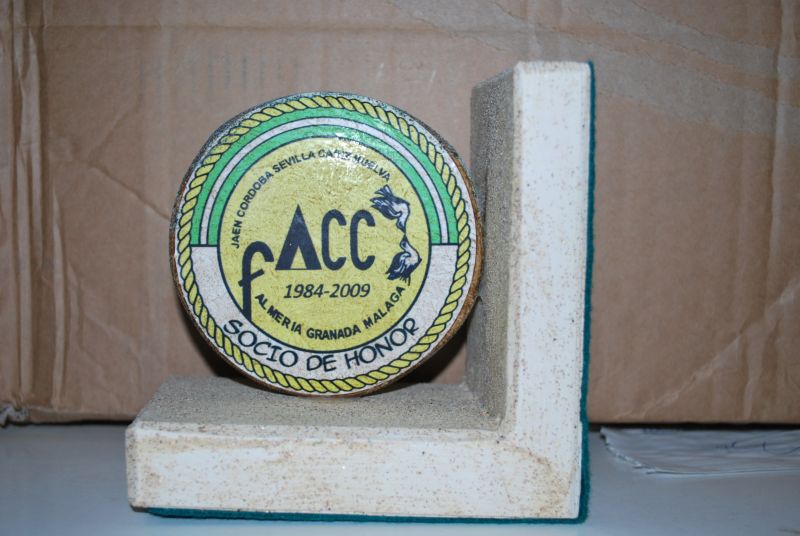 JAEN CORDOBA SEVILLA CADIZ HUELVA
fACC
1984-2009
ALMERIA GRANADA MALAGA
SOCIO DE HONOR